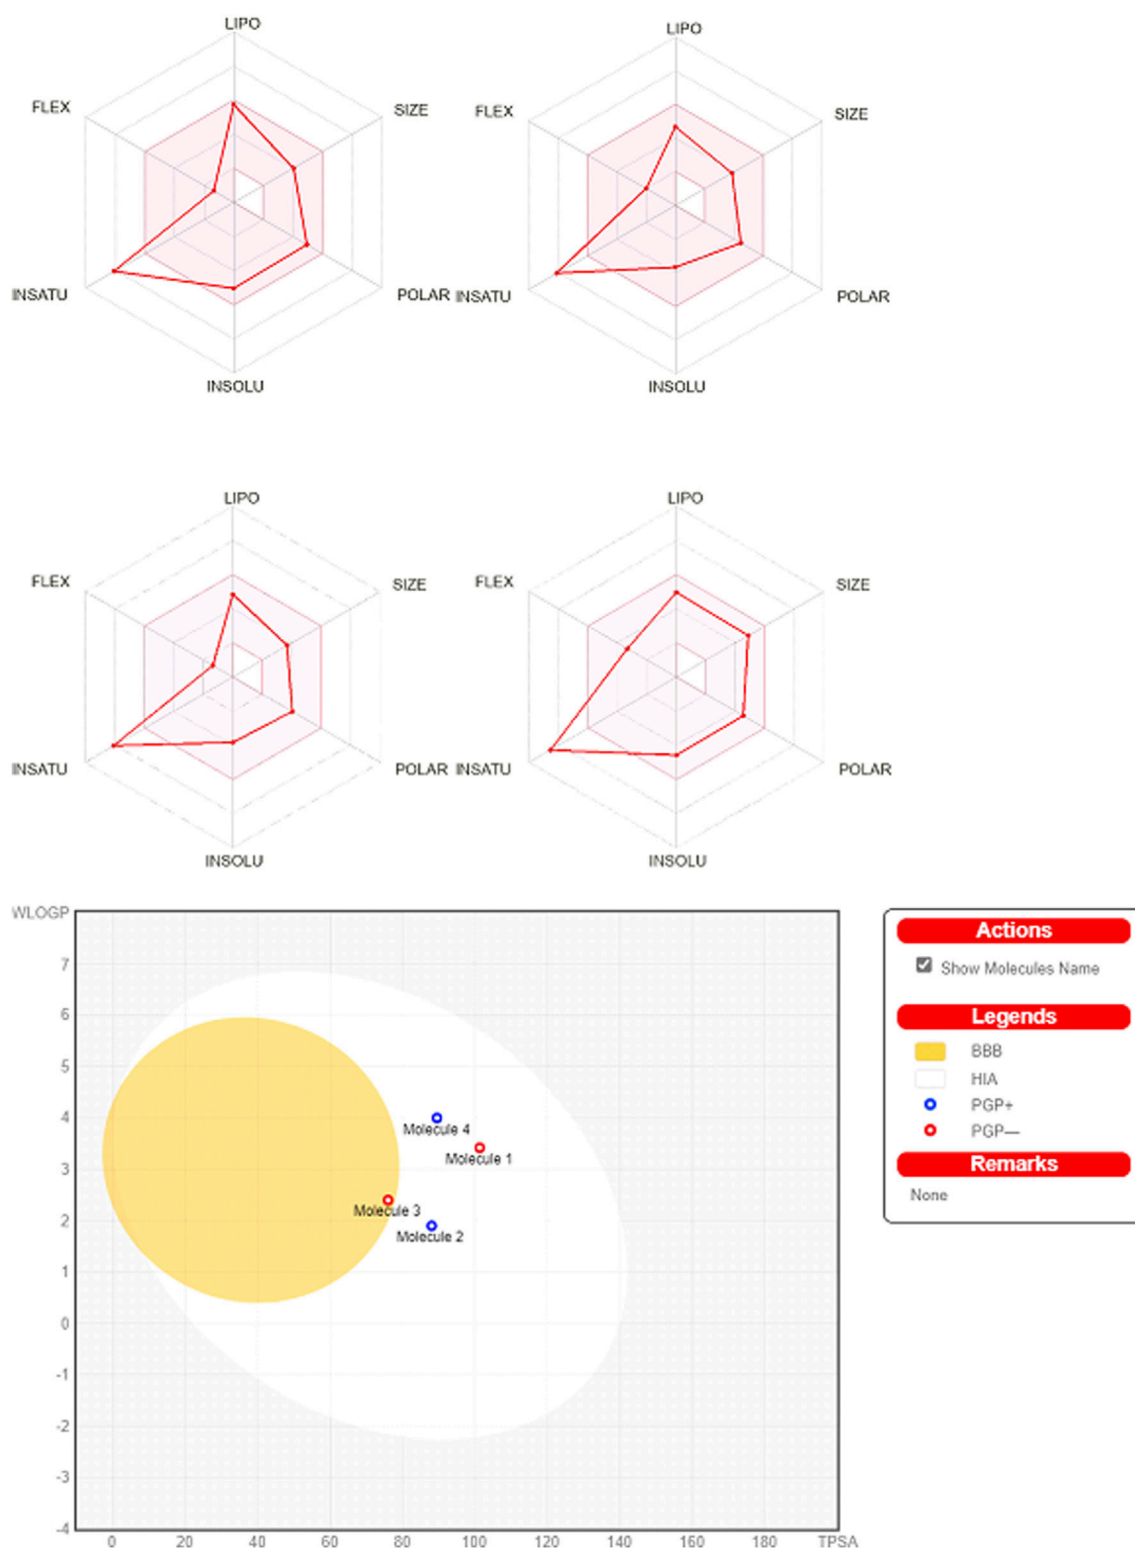 LIPO
LIPO
FLEX
SIZE
FLEX
SIZE
INSATU
POLAR
INSATU
POLAR
INSOLU
INSOLU
LIPO
LIPO
FLEX
SIZE
FLEX
SIZE
INSATU
POLAR
INSATU
POLAR
INSOLU
INSOLU
WLOGP
7
6
5
4
3
2
1
0
-1
-2
-3
-4
Molecule 4
Molecule 1
Molecule 3
Molecule 2
0 20 40 60 80 100 120 140 160 180 TPSA
Actions
Show Molecules Name
Legends
BBB
HIA
PGP+
PGP—
Remarks
None